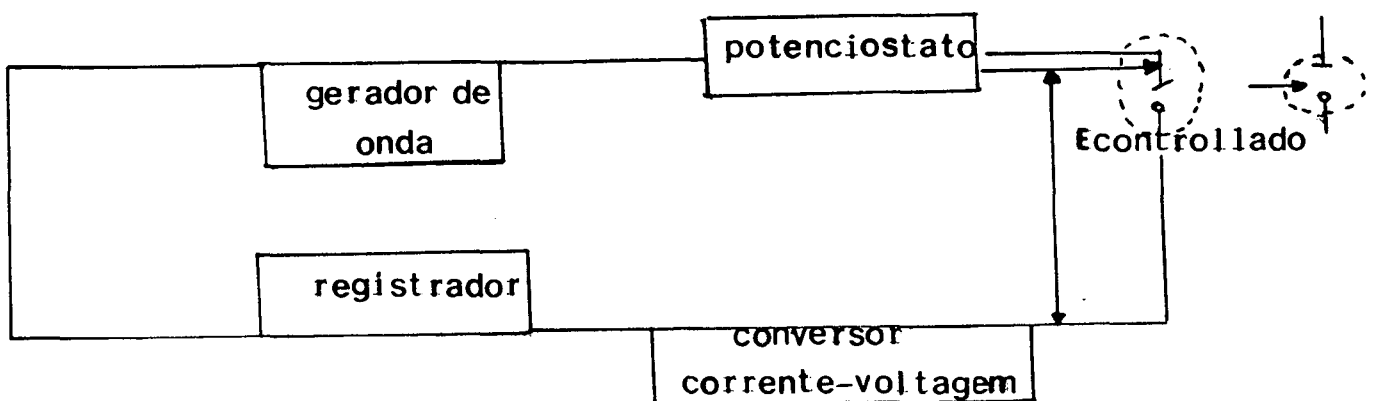 potenciostato
gerador de
onda
Econtrollado
registrador
conversor
corrente-voltagem